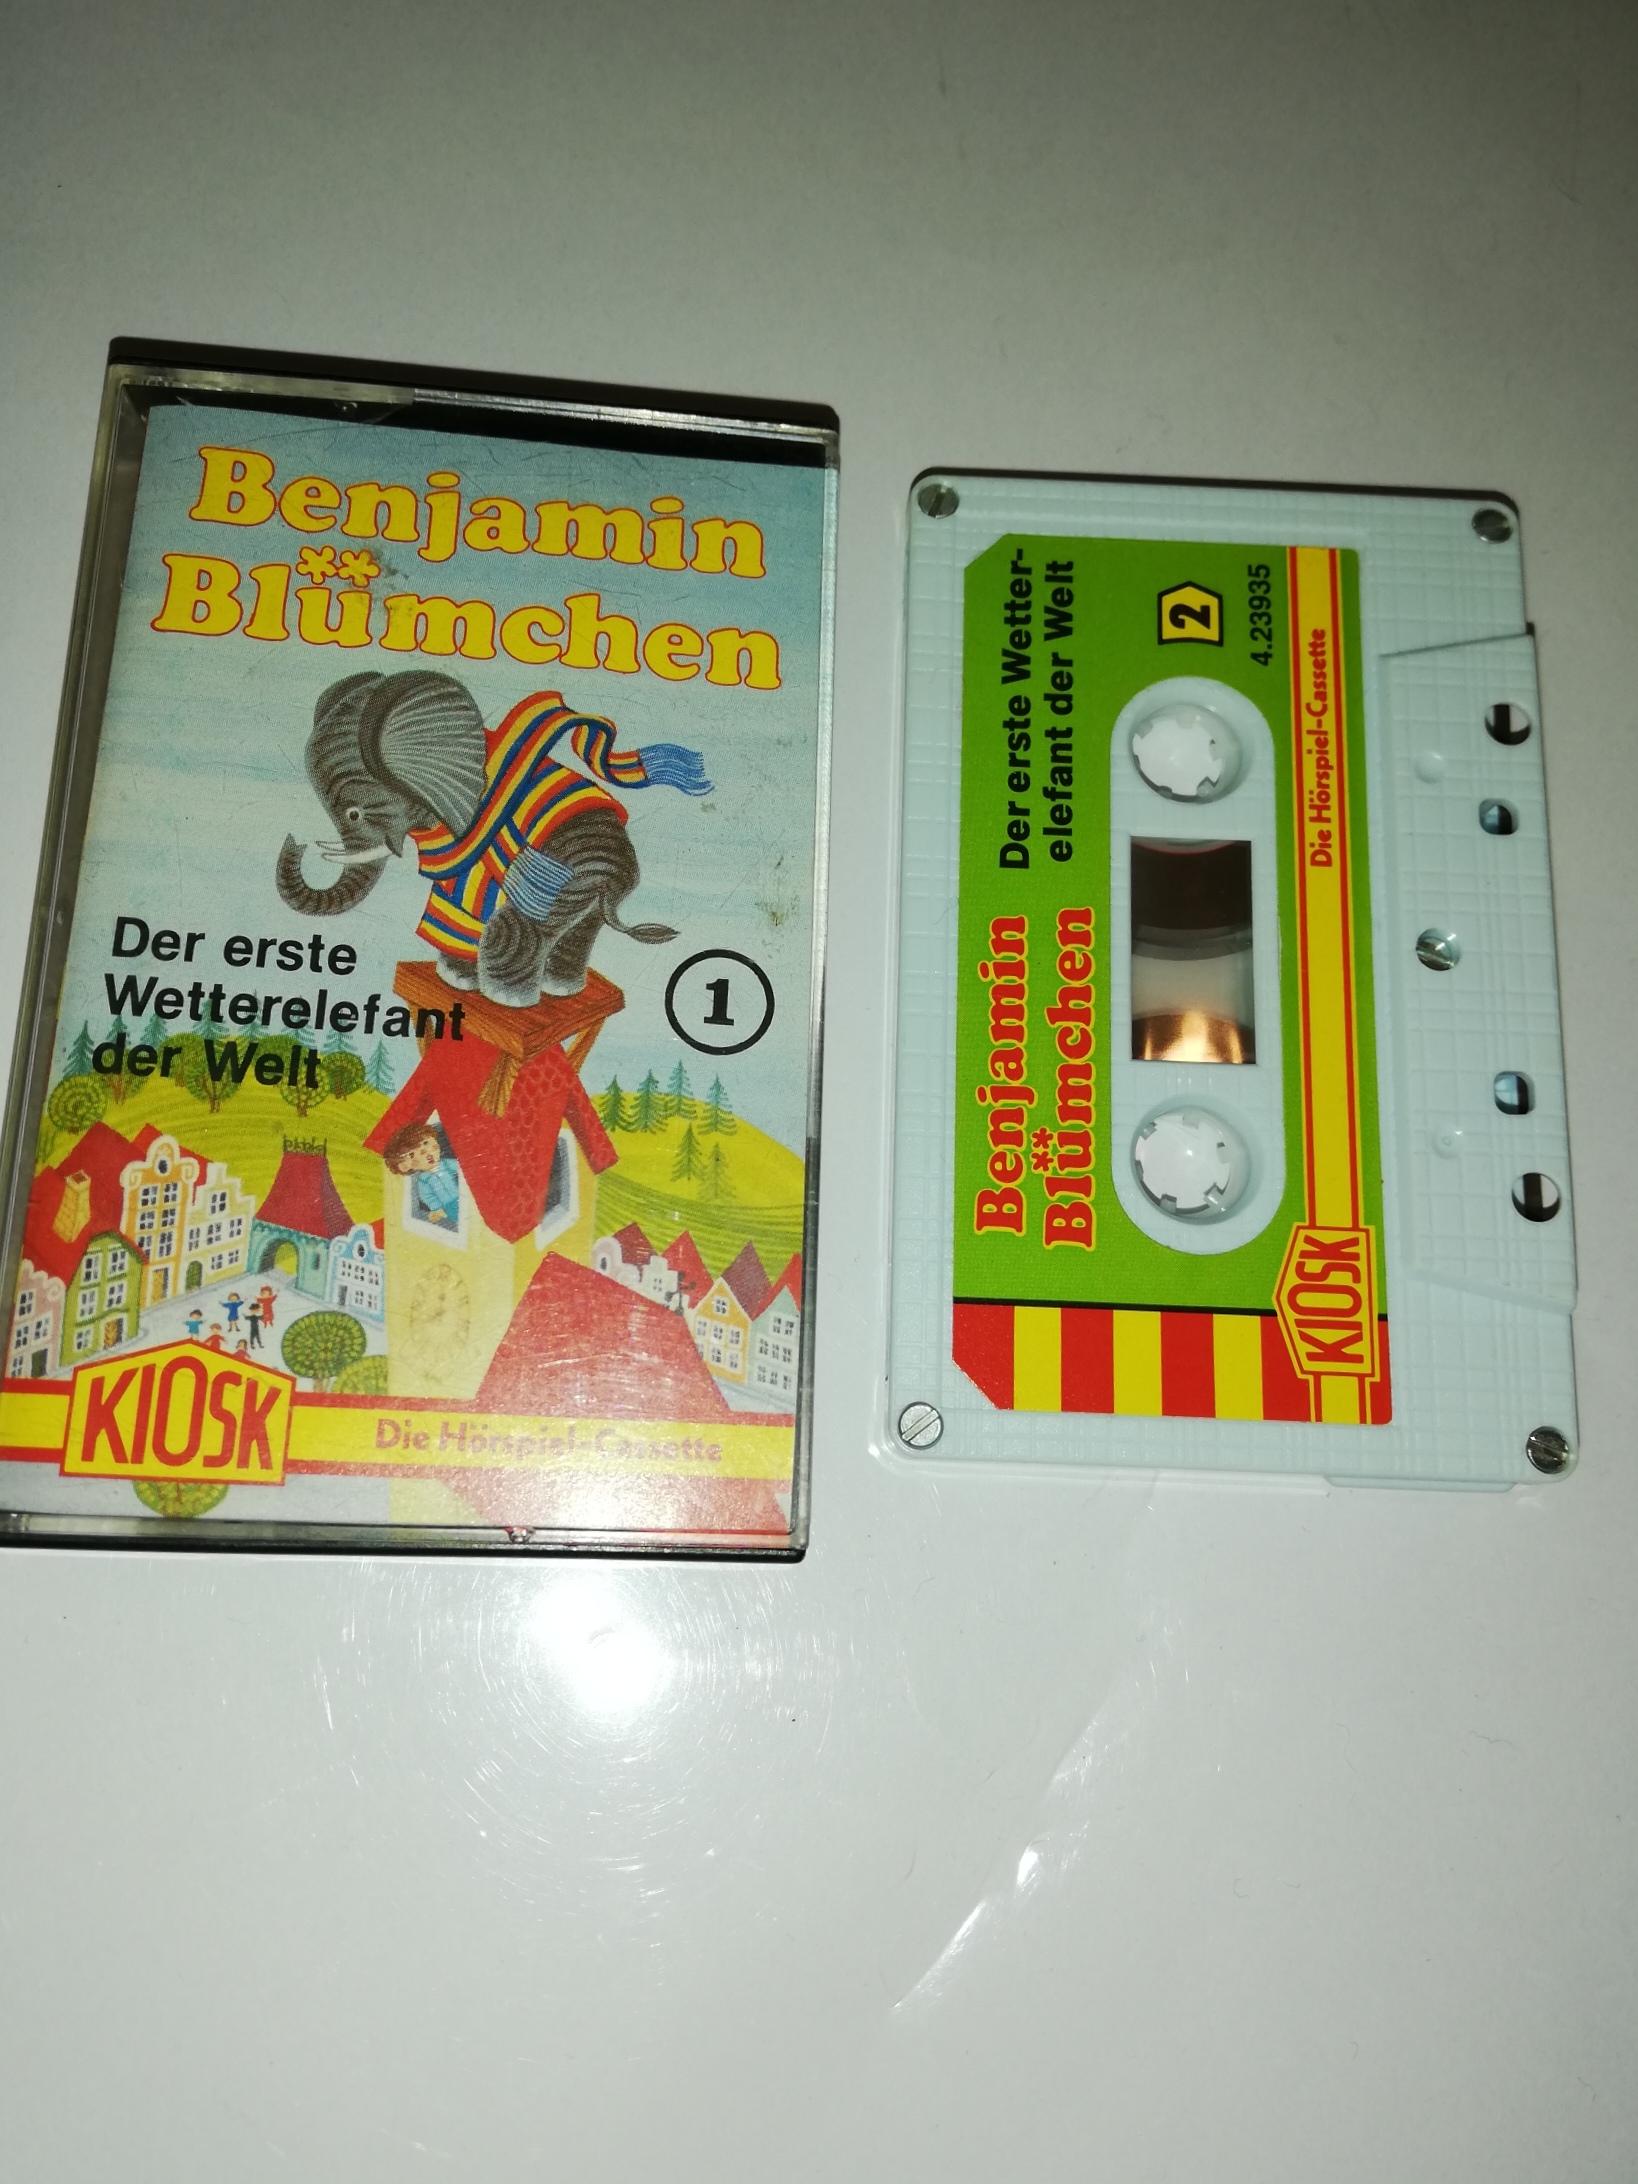 Benjamin
Blümchen
Der erste
Wetterelefant
der Welt
1
KIOSK
Die Hörspiel-Cassette
Benjamin
Blümchen
Der erste Wetter-
elefant der Welt
2
4.23935
KIOSK
Die Hörspiel-Cassette